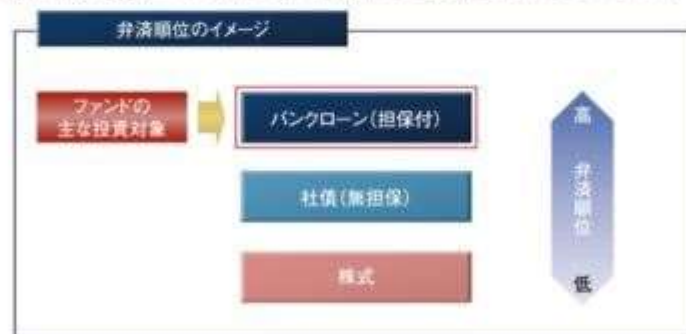 弁済順位のイメージ
ファンドの
主な投資対象
バンクローン(担保付)
社債(無担保)
株式
高
弁済順位
低